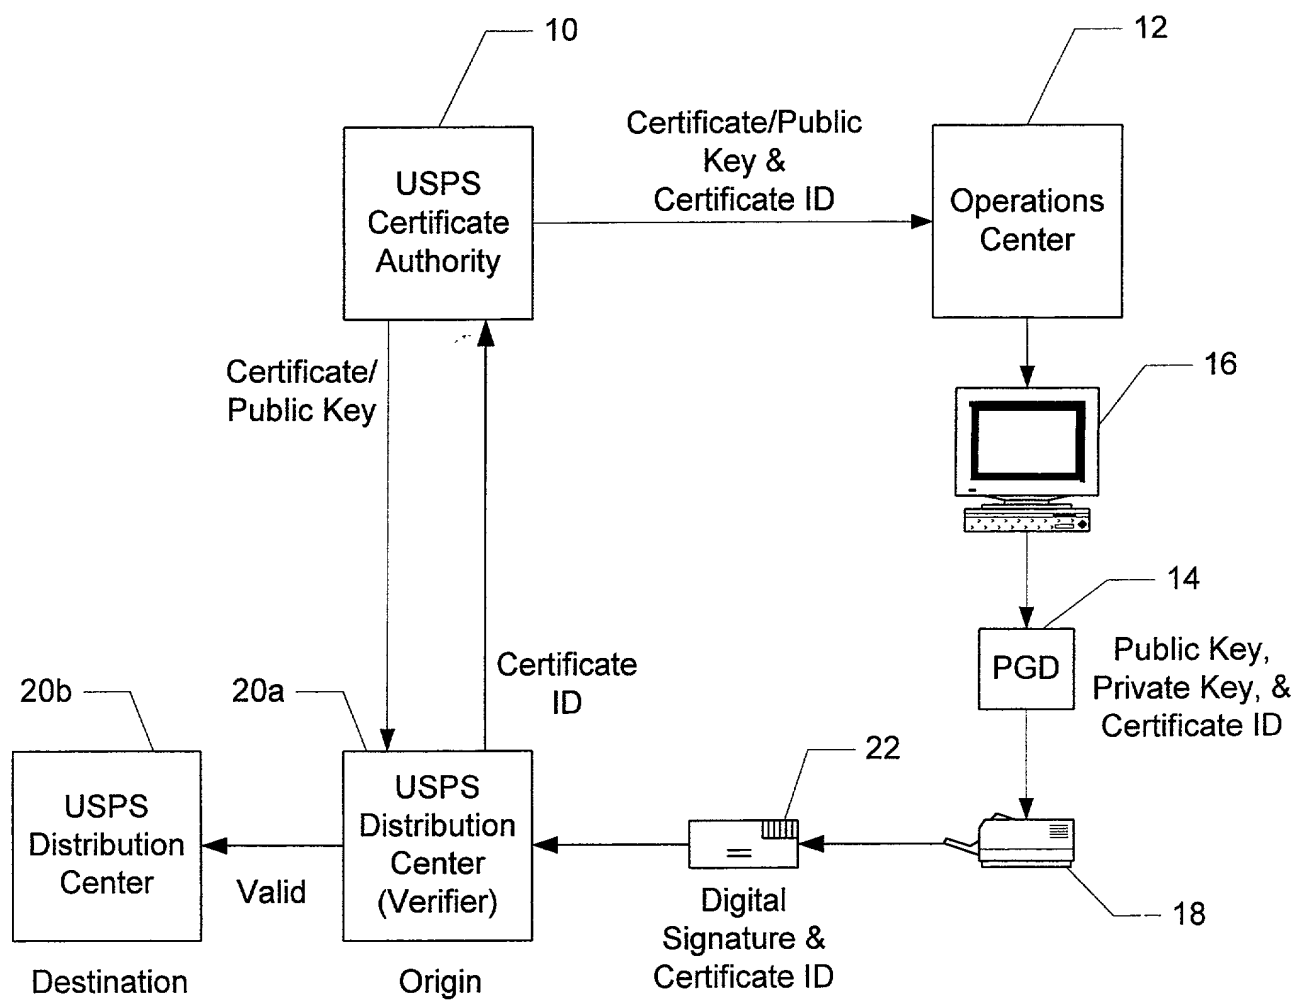 10
12
USPS
Certificate
Authority
Certificate/Public
Key &
Certificate ID
Operations
Center
Certificate/
Public Key
16
14
PGD
Public Key,
Private Key, &
Certificate ID
Certificate
ID
20b
20a
22
USPS
Distribution
Center
USPS
Distribution
Center
(Verifier)
Valid
Digital
Signature &
Certificate ID
18
Destination
Origin